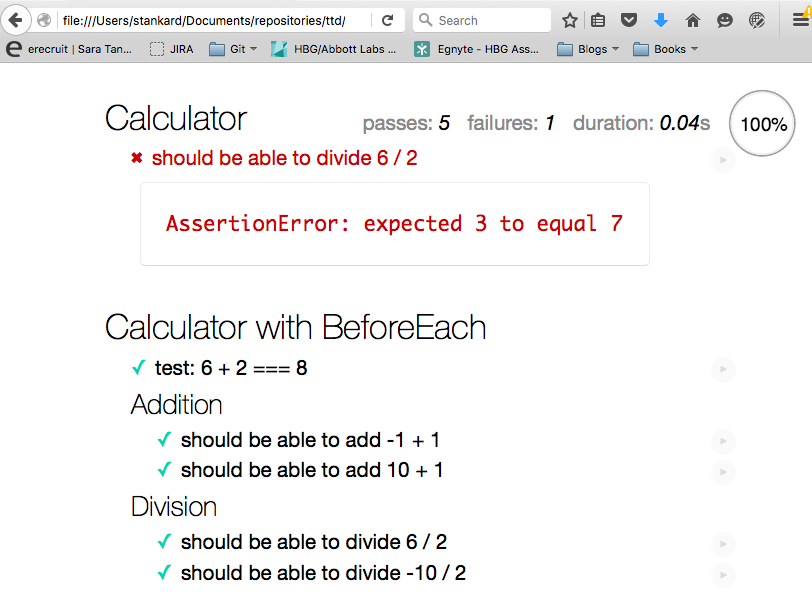 file:///Users/stankard/Documents/repositories/ttd/ Search
erecruit | Sara Tan... JIRA Git HBG/Abbott Labs ... Egnyte - HBG Ass... Blogs Books
Calculator passes: 5 failures: 1 duration: 0.04s 100%
✖ should be able to divide 6 / 2
AssertionError: expected 3 to equal 7
Calculator with BeforeEach
✓ test: 6 + 2 === 8
Addition
✓ should be able to add -1 + 1
✓ should be able to add 10 + 1
Division
✓ should be able to divide 6 / 2
✓ should be able to divide -10 / 2